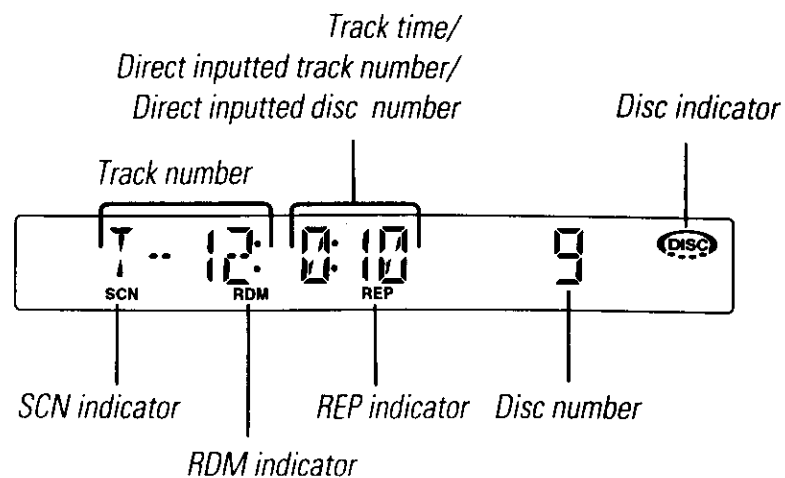 Track time/
Direct inputted track number/
Direct inputted disc number
Disc indicator
Track number
T-- 12: 0:10 9 DISC
SCN RDM REP
SCN indicator
REP indicator
Disc number
RDM indicator